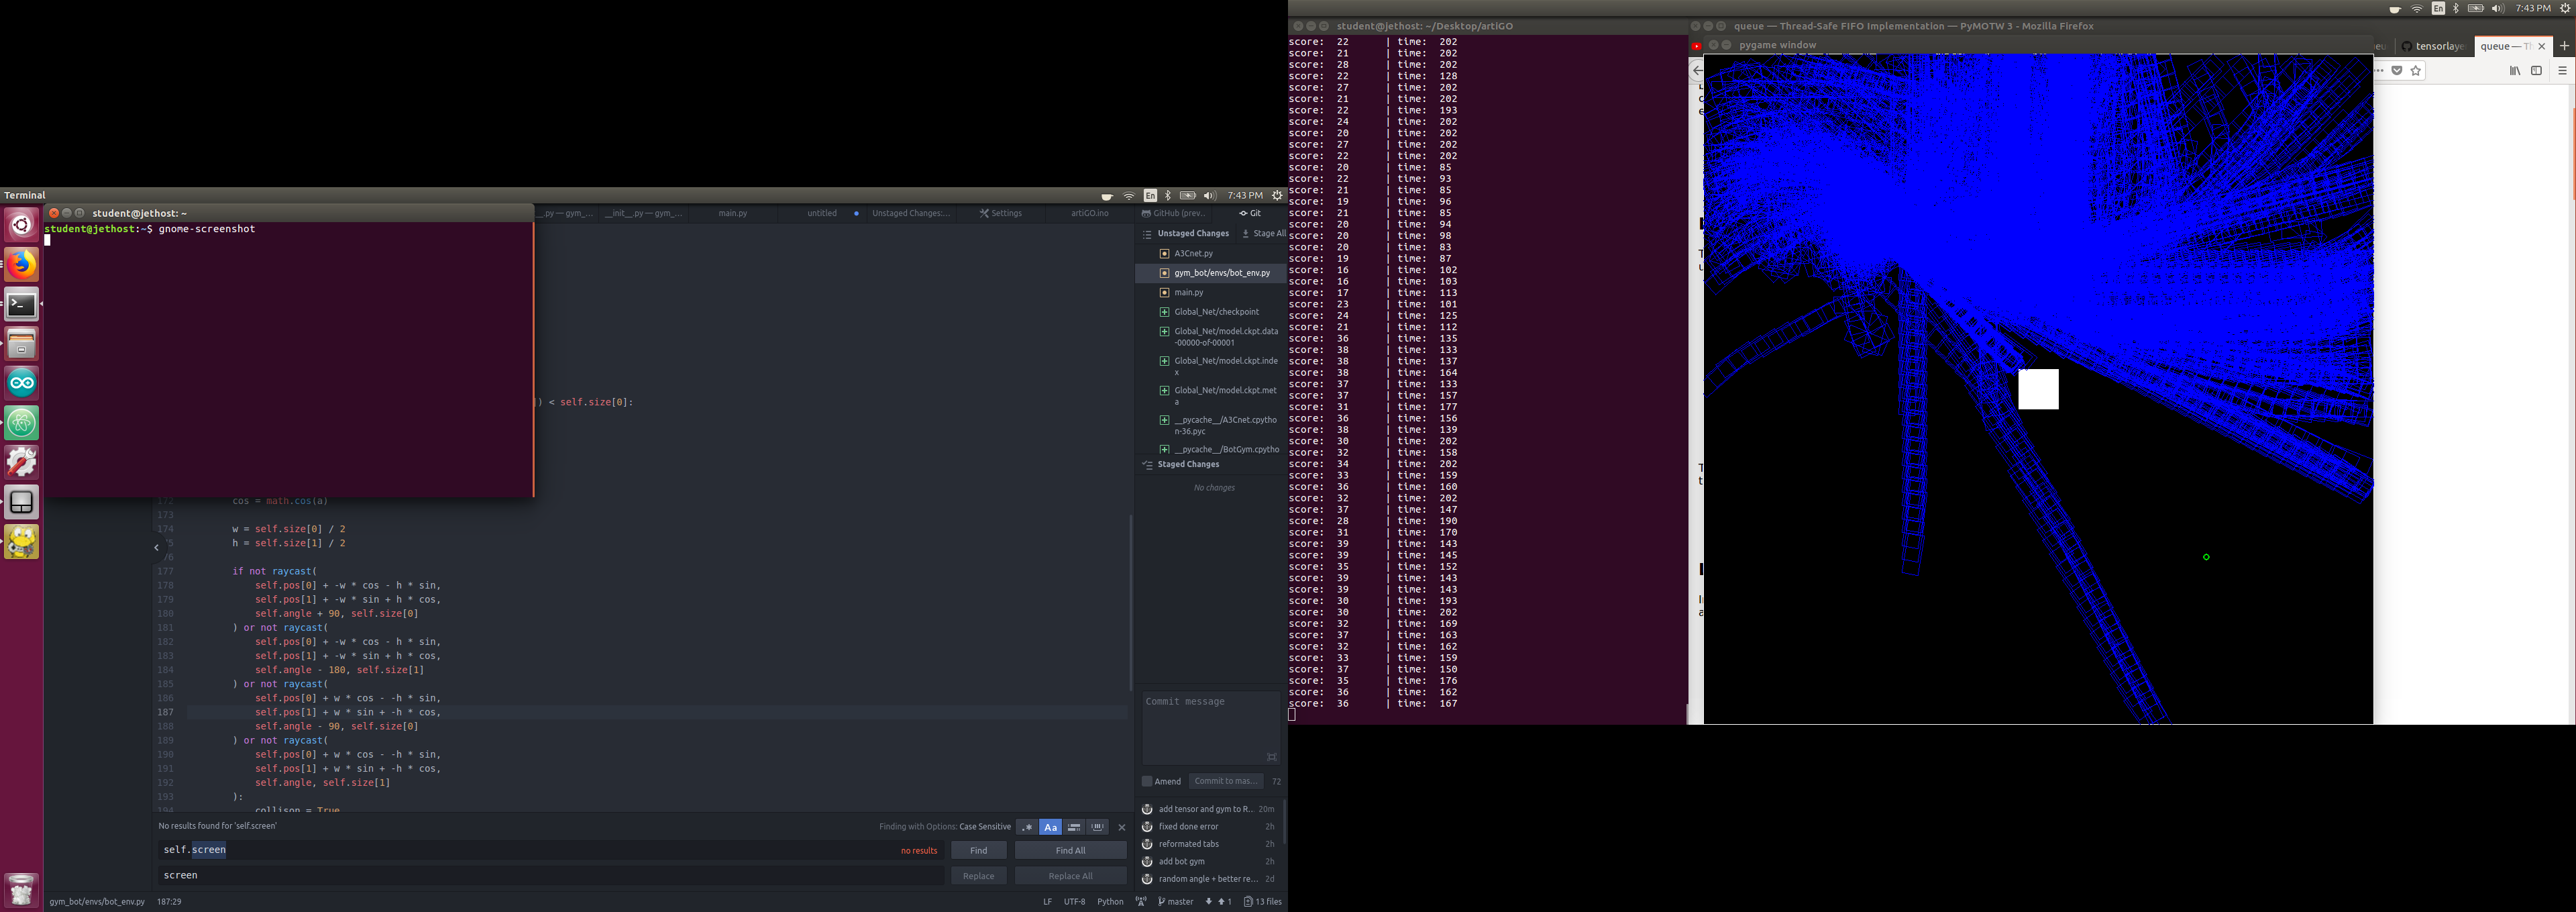 Terminal
En
7:43 PM
student@jethost: ~
student@jethost:~$ gnome-screenshot
__.py — gym_...
__init__.py — gym_...
main.py
untitled
Unstaged Changes:...
Settings
artiGO.ino
GitHub (prev...
Git
Unstaged Changes
Stage All
A3Cnet.py
gym_bot/envs/bot_env.py
main.py
Global_Net/checkpoint
Global_Net/model.ckpt.data
-00000-of-00001
Global_Net/model.ckpt.inde
x
Global_Net/model.ckpt.met
a
__pycache__/A3Cnet.cpytho
n-36.pyc
__pycache__/BotGym.cpytho
Staged Changes
No changes
Commit message
Amend
Commit to mas...
72
add tensor and gym to R... 20m
fixed done error 2h
reformated tabs 2h
add bot gym 2h
random angle + better re... 2d
) < self.size[0]:
172 cos = math.cos(a)
173
174 w = self.size[0] / 2
h = self.size[1] / 2
177 if not raycast(
178 self.pos[0] + -w * cos - h * sin,
179 self.pos[1] + -w * sin + h * cos,
180 self.angle + 90, self.size[0]
181 ) or not raycast(
182 self.pos[0] + -w * cos - h * sin,
183 self.pos[1] + -w * sin + h * cos,
184 self.angle - 180, self.size[1]
185 ) or not raycast(
186 self.pos[0] + w * cos - -h * sin,
187 self.pos[1] + w * sin + -h * cos,
188 self.angle - 90, self.size[0]
189 ) or not raycast(
190 self.pos[0] + w * cos - -h * sin,
191 self.pos[1] + w * sin + -h * cos,
192 self.angle, self.size[1]
193 ):
194 collison = True
No results found for 'self.screen'
Finding with Options: Case Sensitive
.*
Aa
self.screen
no results
Find
Find All
screen
Replace
Replace All
gym_bot/envs/bot_env.py 187:29
LF UTF-8 Python master 1 13 files
En
7:43 PM
student@jethost: ~/Desktop/artiGO
score: 22 | time: 202
score: 21 | time: 202
score: 28 | time: 202
score: 22 | time: 128
score: 27 | time: 202
score: 21 | time: 202
score: 22 | time: 193
score: 24 | time: 202
score: 20 | time: 202
score: 27 | time: 202
score: 22 | time: 202
score: 20 | time: 85
score: 22 | time: 93
score: 21 | time: 85
score: 19 | time: 96
score: 21 | time: 85
score: 20 | time: 94
score: 20 | time: 98
score: 20 | time: 83
score: 19 | time: 87
score: 16 | time: 102
score: 16 | time: 103
score: 17 | time: 113
score: 23 | time: 101
score: 24 | time: 125
score: 21 | time: 112
score: 36 | time: 135
score: 38 | time: 133
score: 38 | time: 137
score: 38 | time: 164
score: 37 | time: 133
score: 37 | time: 157
score: 31 | time: 177
score: 36 | time: 156
score: 38 | time: 139
score: 30 | time: 202
score: 32 | time: 158
score: 34 | time: 202
score: 33 | time: 159
score: 36 | time: 160
score: 32 | time: 202
score: 37 | time: 147
score: 28 | time: 190
score: 31 | time: 170
score: 39 | time: 143
score: 39 | time: 145
score: 35 | time: 152
score: 39 | time: 143
score: 39 | time: 143
score: 30 | time: 193
score: 30 | time: 202
score: 32 | time: 169
score: 37 | time: 163
score: 32 | time: 162
score: 33 | time: 159
score: 37 | time: 150
score: 35 | time: 176
score: 36 | time: 162
score: 36 | time: 167
queue — Thread-Safe FIFO Implementation — PyMOTW 3 - Mozilla Firefox
pygame window
tensorlaye
queue — Th